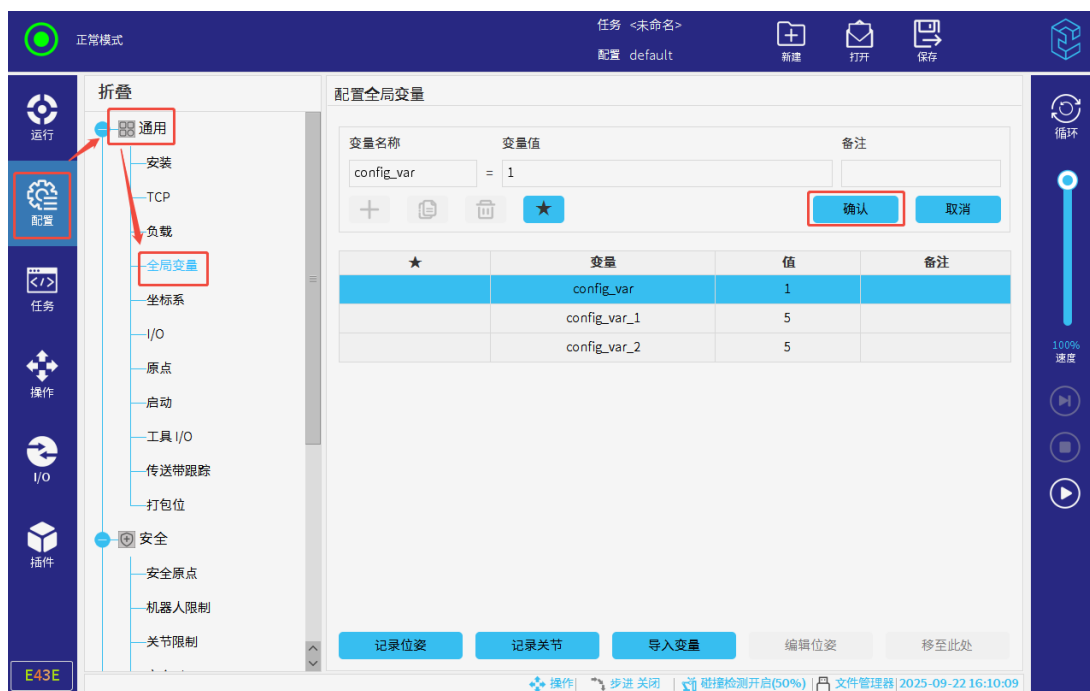 正常模式
任务 <未命名>
配置 default
新建
打开
保存
运行
配置
任务
操作
I/O
插件
E43E
折叠
通用
安装
TCP
负载
全局变量
坐标系
I/O
原点
启动
工具 I/O
传送带跟踪
打包位
安全
安全原点
机器人限制
关节限制
配置全局变量
变量名称 变量值 备注
config_var = 1
确认 取消
★ 变量 值 备注
config_var 1
config_var_1 5
config_var_2 5
记录位姿 记录关节 导入变量 编辑位姿 移至此处
操作 步进 关闭 碰撞检测开启(50%) 文件管理器 2025-09-22 16:10:09
循环
100%
速度